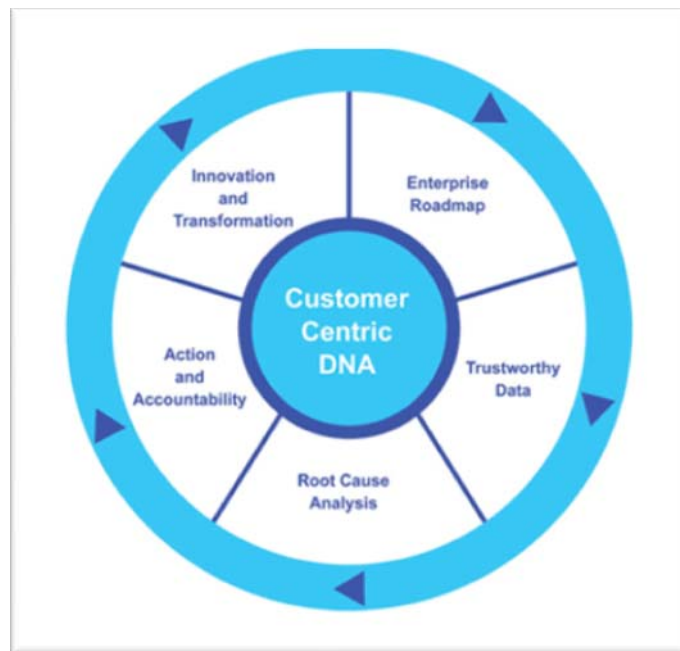 Innovation
and
Transformation
Enterprise
Roadmap
Customer
Centric
DNA
Action
and
Accountability
Trustworthy
Data
Root Cause
Analysis